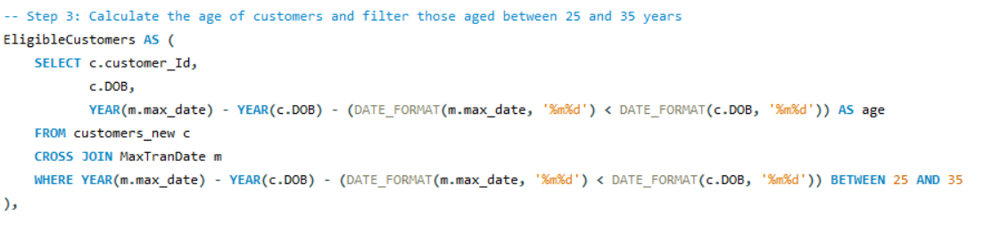 -- Step 3: Calculate the age of customers and filter those aged between 25 and 35 years
EligibleCustomers AS (
    SELECT c.customer_Id,
           c.DOB,
           YEAR(m.max_date) - YEAR(c.DOB) - (DATE_FORMAT(m.max_date, '%m%d') < DATE_FORMAT(c.DOB, '%m%d')) AS age
    FROM customers_new c
    CROSS JOIN MaxTranDate m
    WHERE YEAR(m.max_date) - YEAR(c.DOB) - (DATE_FORMAT(m.max_date, '%m%d') < DATE_FORMAT(c.DOB, '%m%d')) BETWEEN 25 AND 35
),